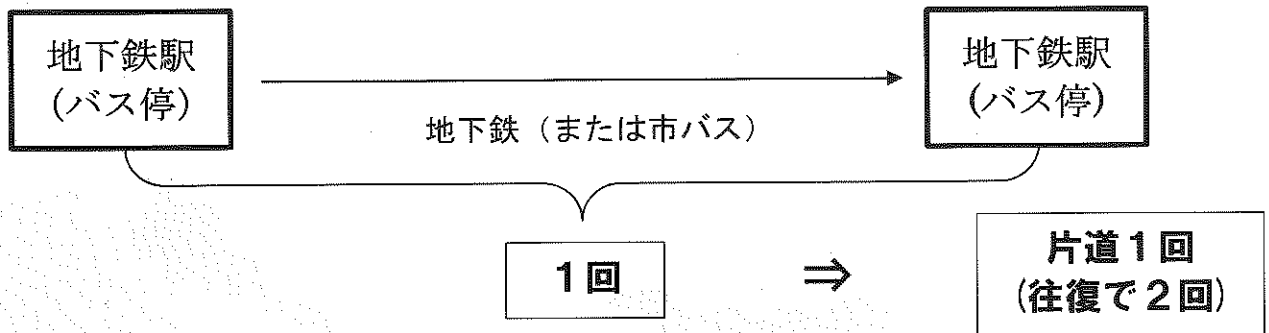 地下鉄駅
(バス停)
地下鉄駅
(バス停)
地下鉄（または市バス）
１回
⇒
片道１回
(往復で２回)